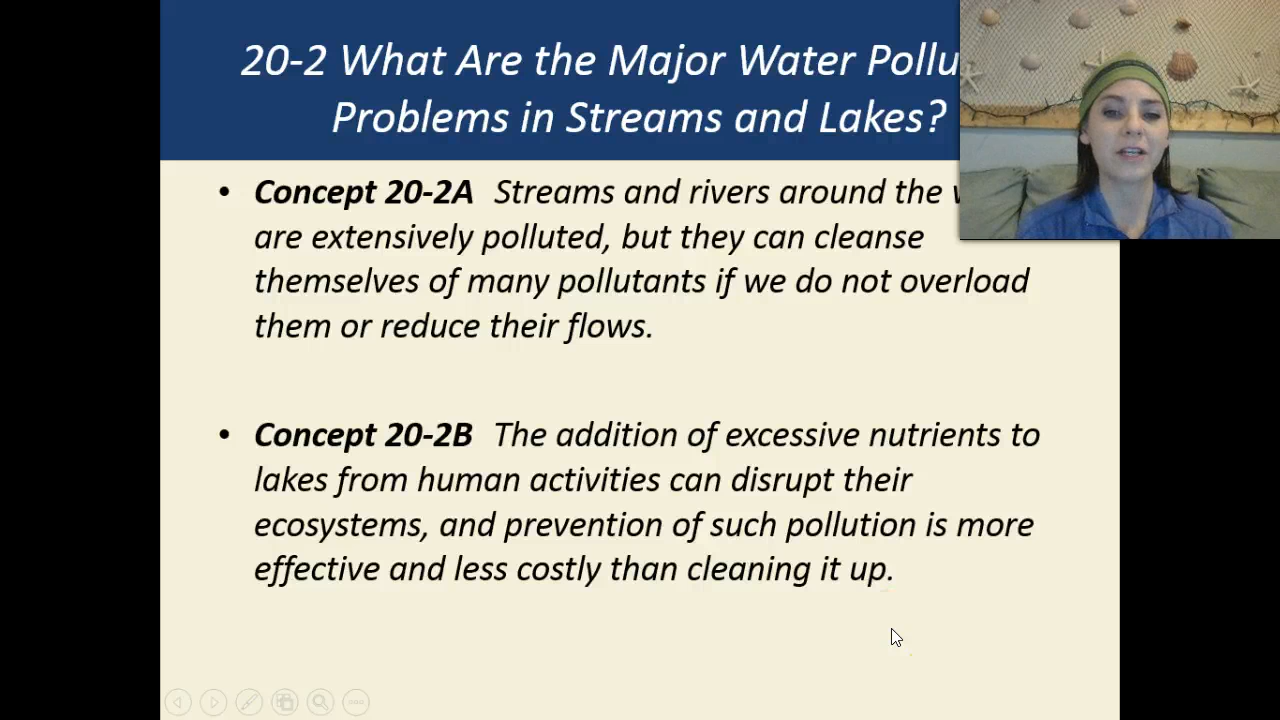 20-2 What Are the Major Water Pollu
Problems in Streams and Lakes?
• Concept 20-2A Streams and rivers around the
are extensively polluted, but they can cleanse
themselves of many pollutants if we do not overload
them or reduce their flows.
• Concept 20-2B The addition of excessive nutrients to
lakes from human activities can disrupt their
ecosystems, and prevention of such pollution is more
effective and less costly than cleaning it up.